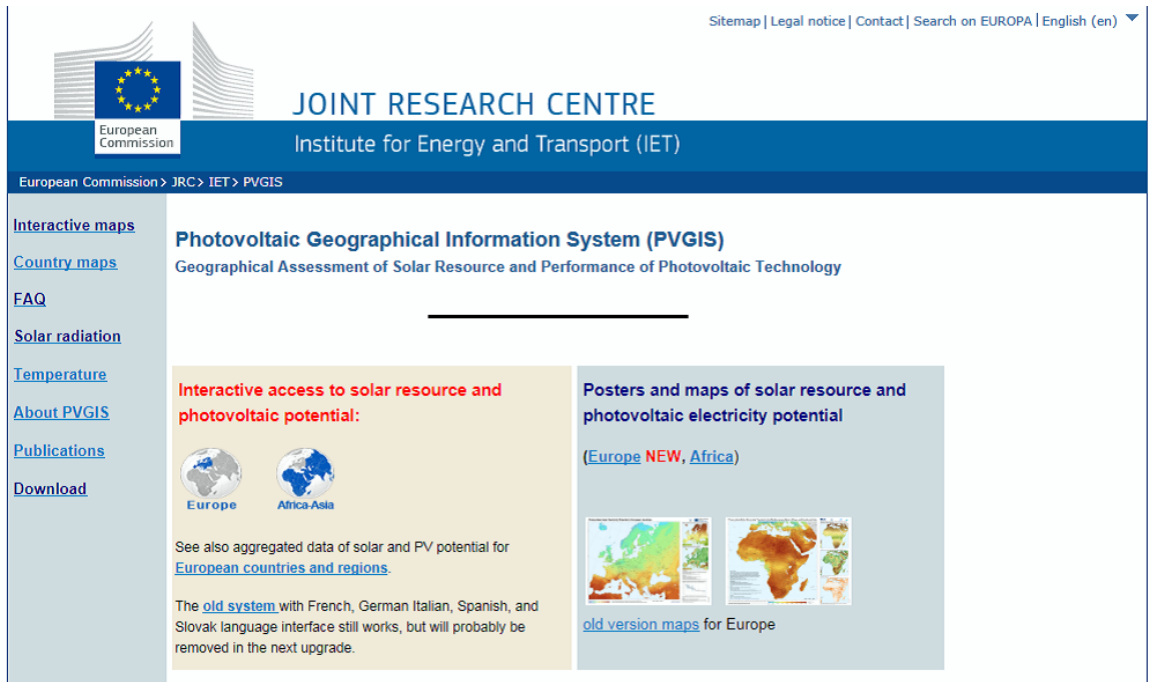 Sitemap | Legal notice | Contact | Search on EUROPA | English (en)
JOINT RESEARCH CENTRE
European
Commission
Institute for Energy and Transport (IET)
European Commission > JRC > IET > PVGIS
Interactive maps
Country maps
FAQ
Solar radiation
Temperature
About PVGIS
Publications
Download
Photovoltaic Geographical Information System (PVGIS)
Geographical Assessment of Solar Resource and Performance of Photovoltaic Technology
Interactive access to solar resource and
photovoltaic potential:
Europe
Africa-Asia
See also aggregated data of solar and PV potential for
European countries and regions.
The old system with French, German Italian, Spanish, and
Slovak language interface still works, but will probably be
removed in the next upgrade.
Posters and maps of solar resource and
photovoltaic electricity potential
(Europe NEW, Africa)
old version maps for Europe